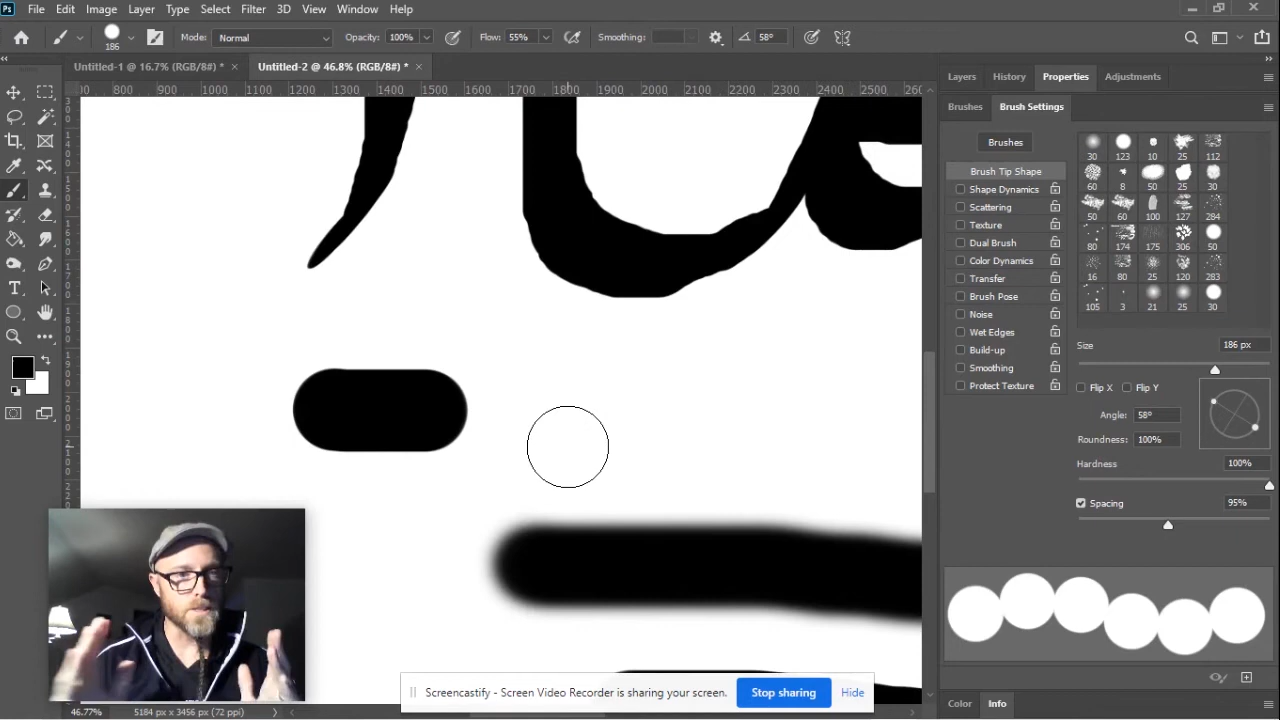 Ps File Edit Image Layer Type Select Filter 3D View Window Help
186 Mode: Normal Opacity: 100% Flow: 55% Smoothing: 58°
Untitled-1 @ 16.7% (RGB/8#) * × Untitled-2 @ 46.8% (RGB/8#) * ×
Layers History Properties Adjustments
900 1000 1100 1200 1300 1400 1500 1600 1700 1800 1900 2000 2100 2200 2300 2400 2500
Brushes Brush Settings
Brushes
30 123 10 25 112
Brush Tip Shape
60 8 50 25 30
Shape Dynamics
Scattering
50 60 100 127 284
Texture
Dual Brush
80 174 175 306 50
Color Dynamics
Transfer
16 80 25 120 283
Brush Pose
105 3 21 25 30
Noise
Wet Edges
Size 186 px
Build-up
Smoothing
Protect Texture
Flip X Flip Y
Angle: 58°
Roundness: 100%
Hardness 100%
Spacing 95%
Screencastify - Screen Video Recorder is sharing your screen. Stop sharing Hide
46.77% 5184 px x 3456 px (72 ppi)
Color Info